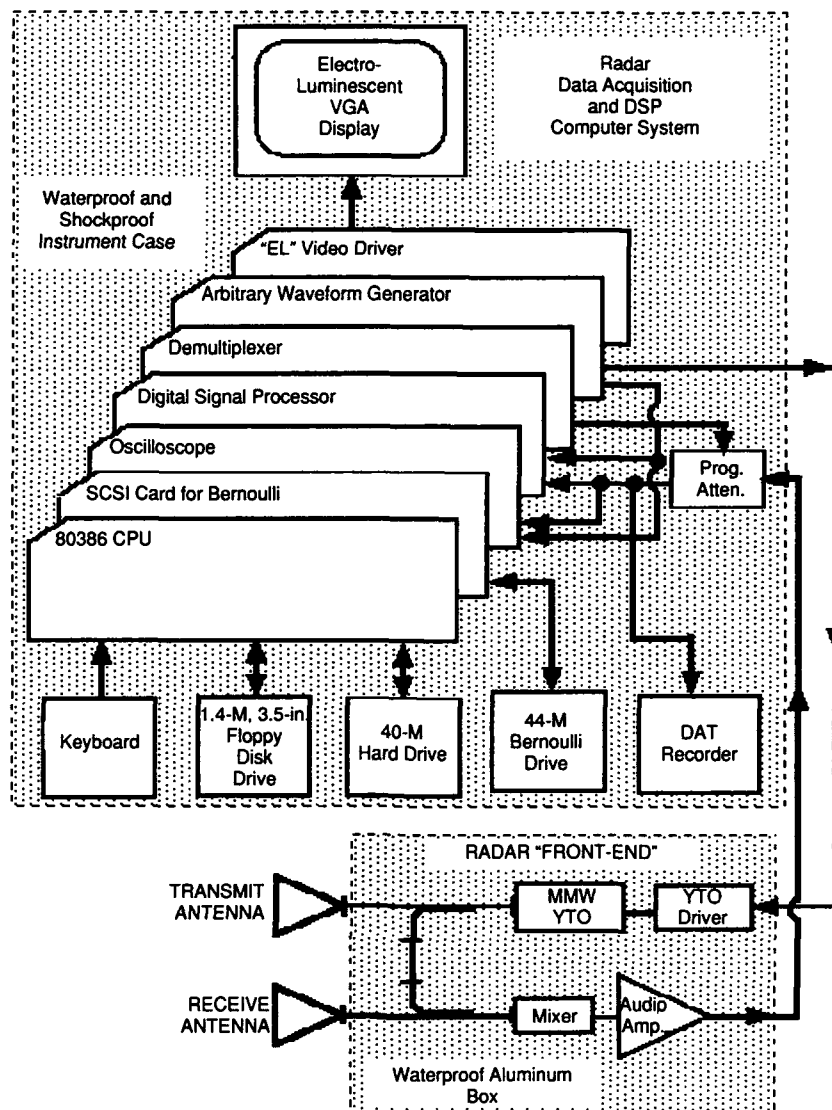 Electro-
Luminescent
VGA
Display
Radar
Data Acquisition
and DSP
Computer System
Waterproof and
Shockproof
Instrument Case
"EL" Video Driver
Arbitrary Waveform Generator
Demultiplexer
Digital Signal Processor
Oscilloscope
SCSI Card for Bernoulli
80386 CPU
Prog.
Atten.
Keyboard
1.4-M, 3.5-in.
Floppy
Disk
Drive
40-M
Hard Drive
44-M
Bernoulli
Drive
DAT
Recorder
RADAR "FRONT-END"
TRANSMIT
ANTENNA
MMW
YTO
YTO
Driver
RECEIVE
ANTENNA
Mixer
Audio
Amp.
Waterproof Aluminum
Box